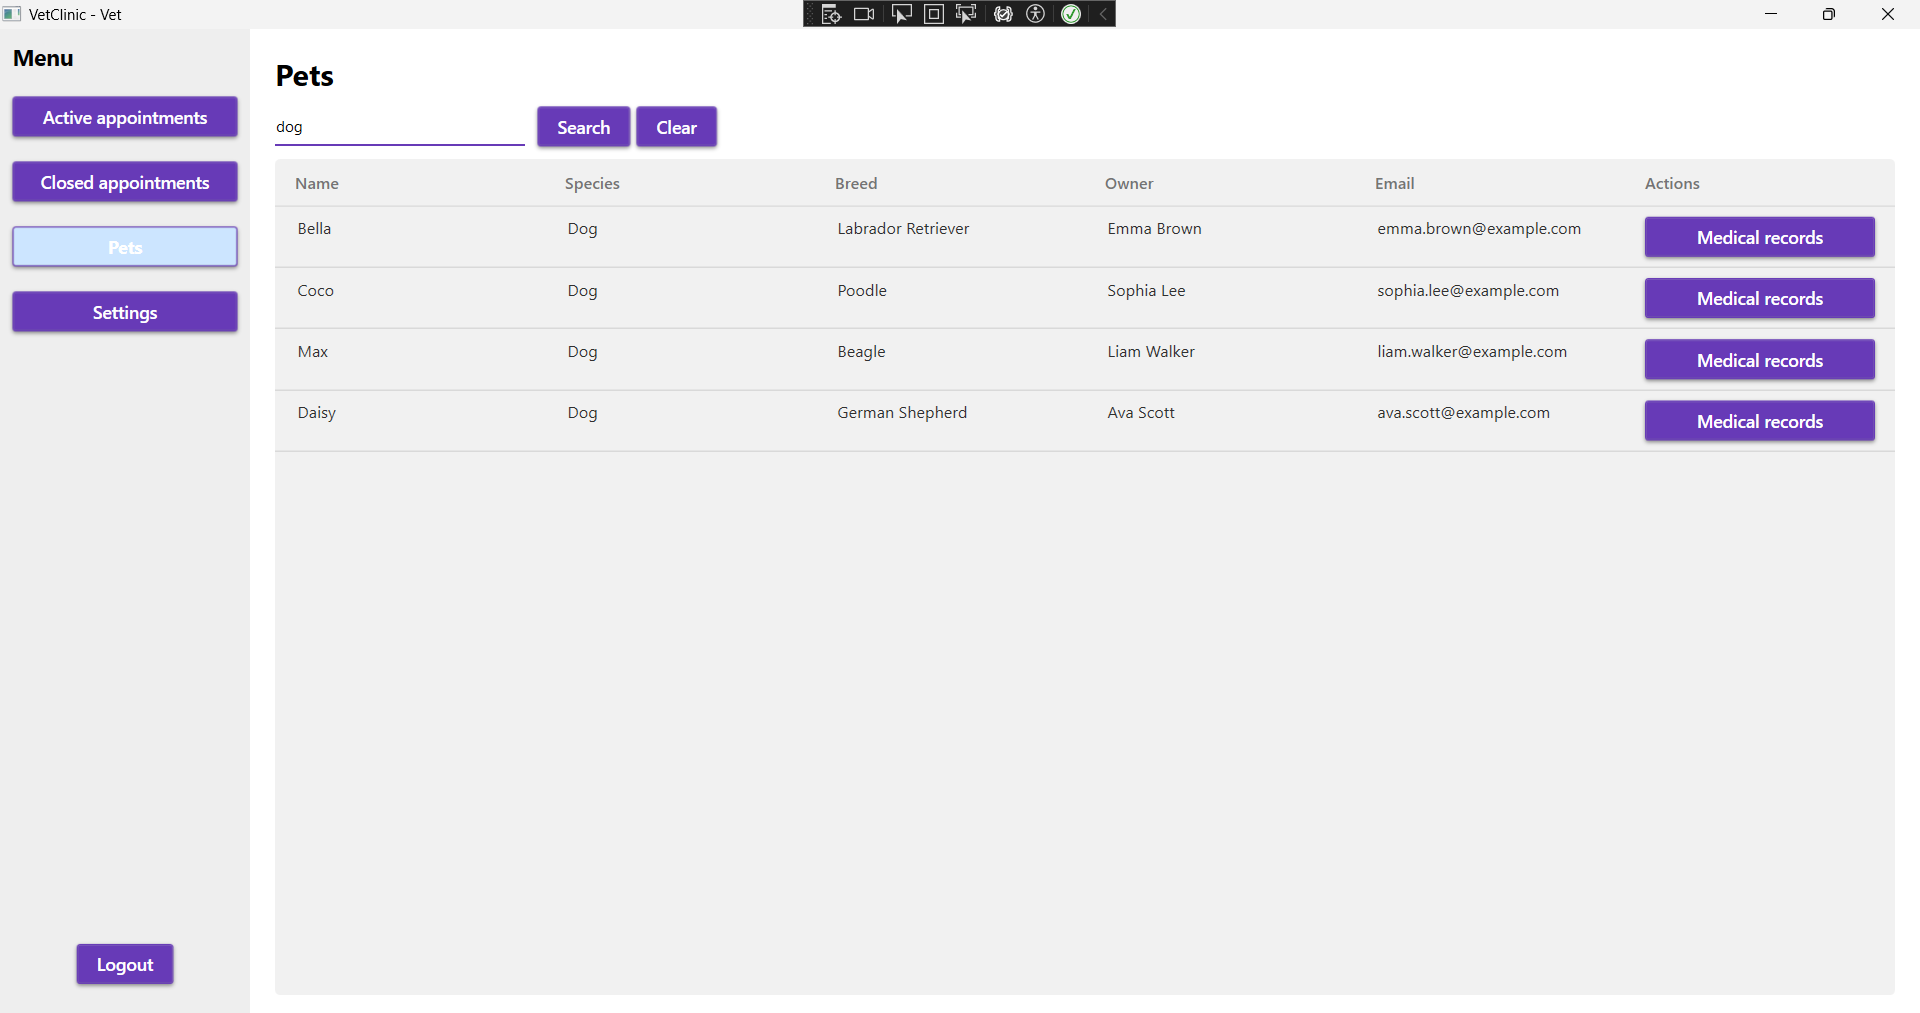 VetClinic - Vet
Menu
Active appointments
Closed appointments
Pets
Settings
Logout
Pets
dog
Search
Clear
Name Species Breed Owner Email Actions
Bella Dog Labrador Retriever Emma Brown emma.brown@example.com Medical records
Coco Dog Poodle Sophia Lee sophia.lee@example.com Medical records
Max Dog Beagle Liam Walker liam.walker@example.com Medical records
Daisy Dog German Shepherd Ava Scott ava.scott@example.com Medical records